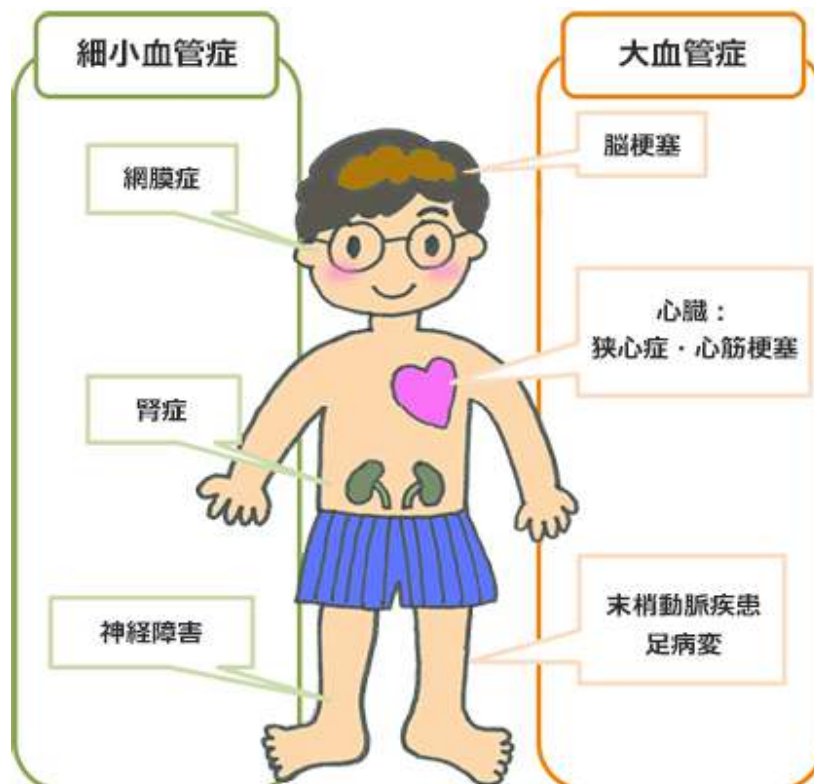 細小血管症
網膜症
腎症
神経障害
大血管症
脳梗塞
心臓：
狭心症・心筋梗塞
末梢動脈疾患
足病変